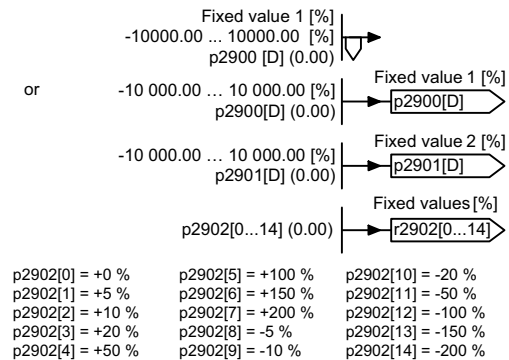 Fixed value 1 [%]
-10000.00 ... 10000.00 [%]
p2900 [D] (0.00)
or
-10 000.00 … 10 000.00 [%]
p2900[D] (0.00)
Fixed value 1 [%]
p2900[D]
-10 000.00 … 10 000.00 [%]
p2901[D] (0.00)
Fixed value 2 [%]
p2901[D]
p2902[0...14] (0.00)
Fixed values [%]
r2902[0...14]
p2902[0] = +0 %
p2902[1] = +5 %
p2902[2] = +10 %
p2902[3] = +20 %
p2902[4] = +50 %
p2902[5] = +100 %
p2902[6] = +150 %
p2902[7] = +200 %
p2902[8] = -5 %
p2902[9] = -10 %
p2902[10] = -20 %
p2902[11] = -50 %
p2902[12] = -100 %
p2902[13] = -150 %
p2902[14] = -200 %